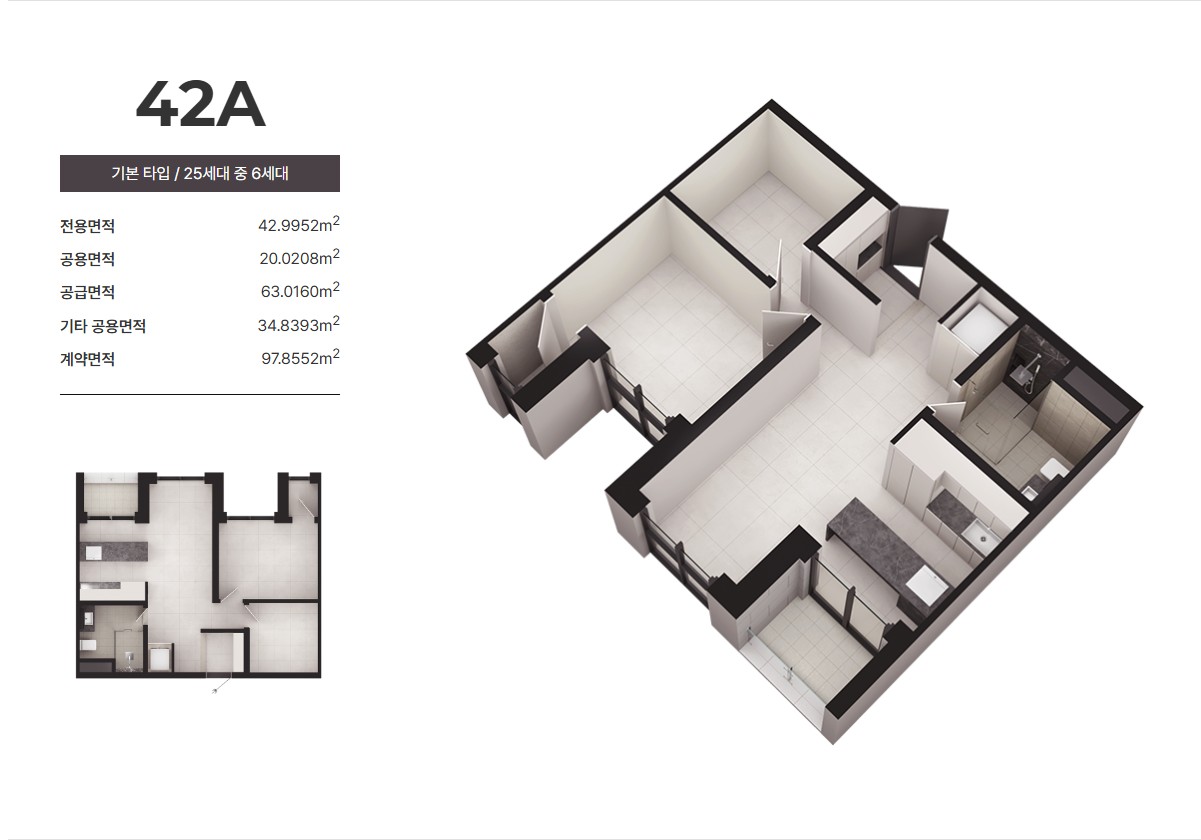 42A
기본 타입 / 25세대 중 6세대
전용면적 42.9952m²
공용면적 20.0208m²
공급면적 63.0160m²
기타 공용면적 34.8393m²
계약면적 97.8552m²